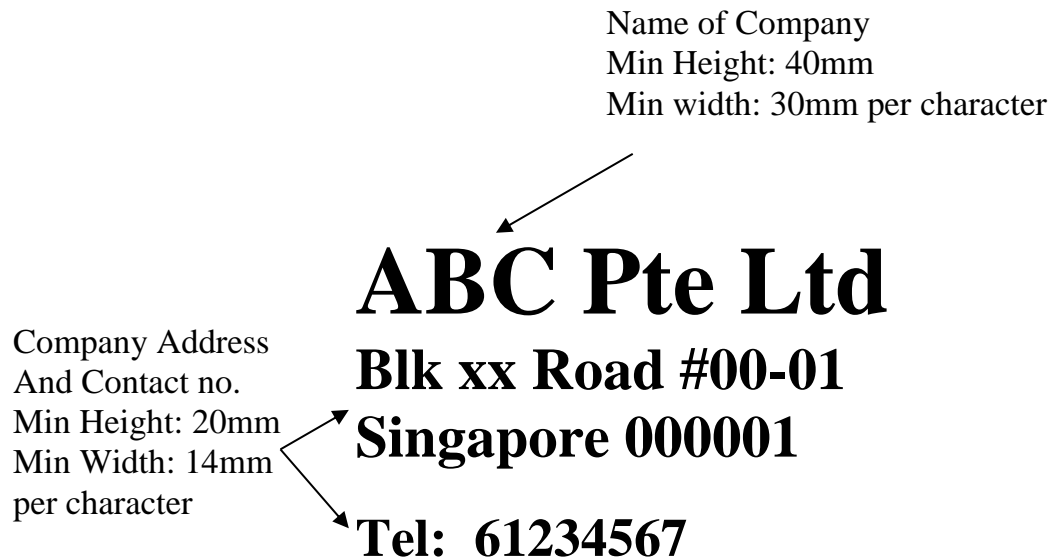 Name of Company
Min Height: 40mm
Min width: 30mm per character
ABC Pte Ltd
Company Address
And Contact no.
Min Height: 20mm
Min Width: 14mm
per character
Blk xx Road #00-01
Singapore 000001
Tel: 61234567